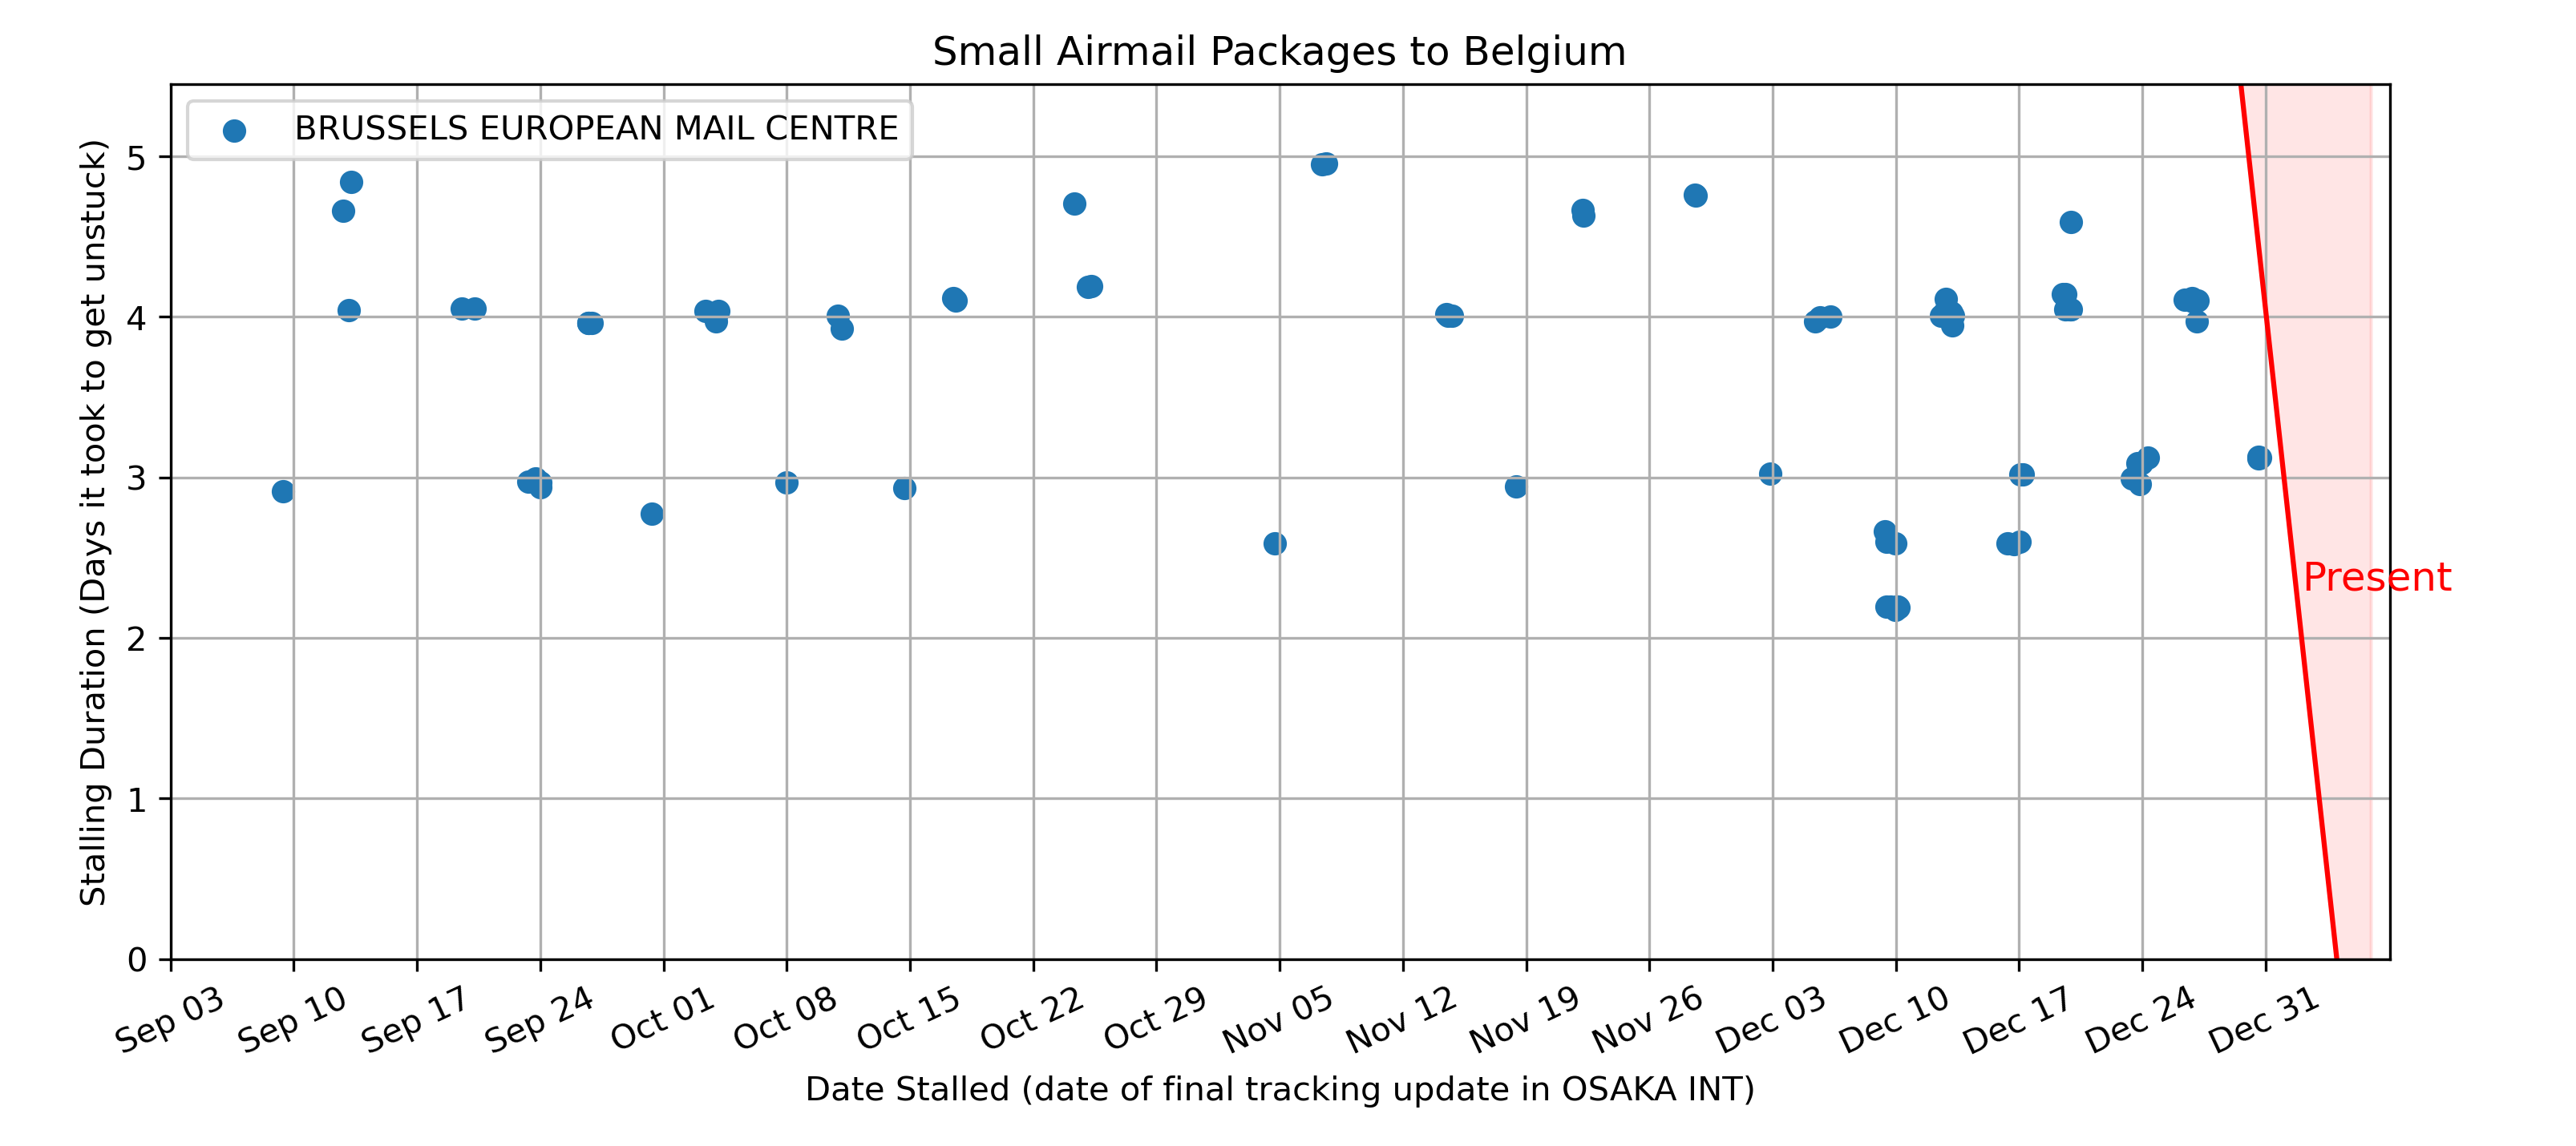 Small Airmail Packages to Belgium
BRUSSELS EUROPEAN MAIL CENTRE
Stalling Duration (Days it took to get unstuck)
5
4
3
2
1
0
Present
Sep 03
Sep 10
Sep 17
Sep 24
Oct 01
Oct 08
Oct 15
Oct 22
Oct 29
Nov 05
Nov 12
Nov 19
Nov 26
Dec 03
Dec 10
Dec 17
Dec 24
Dec 31
Date Stalled (date of final tracking update in OSAKA INT)